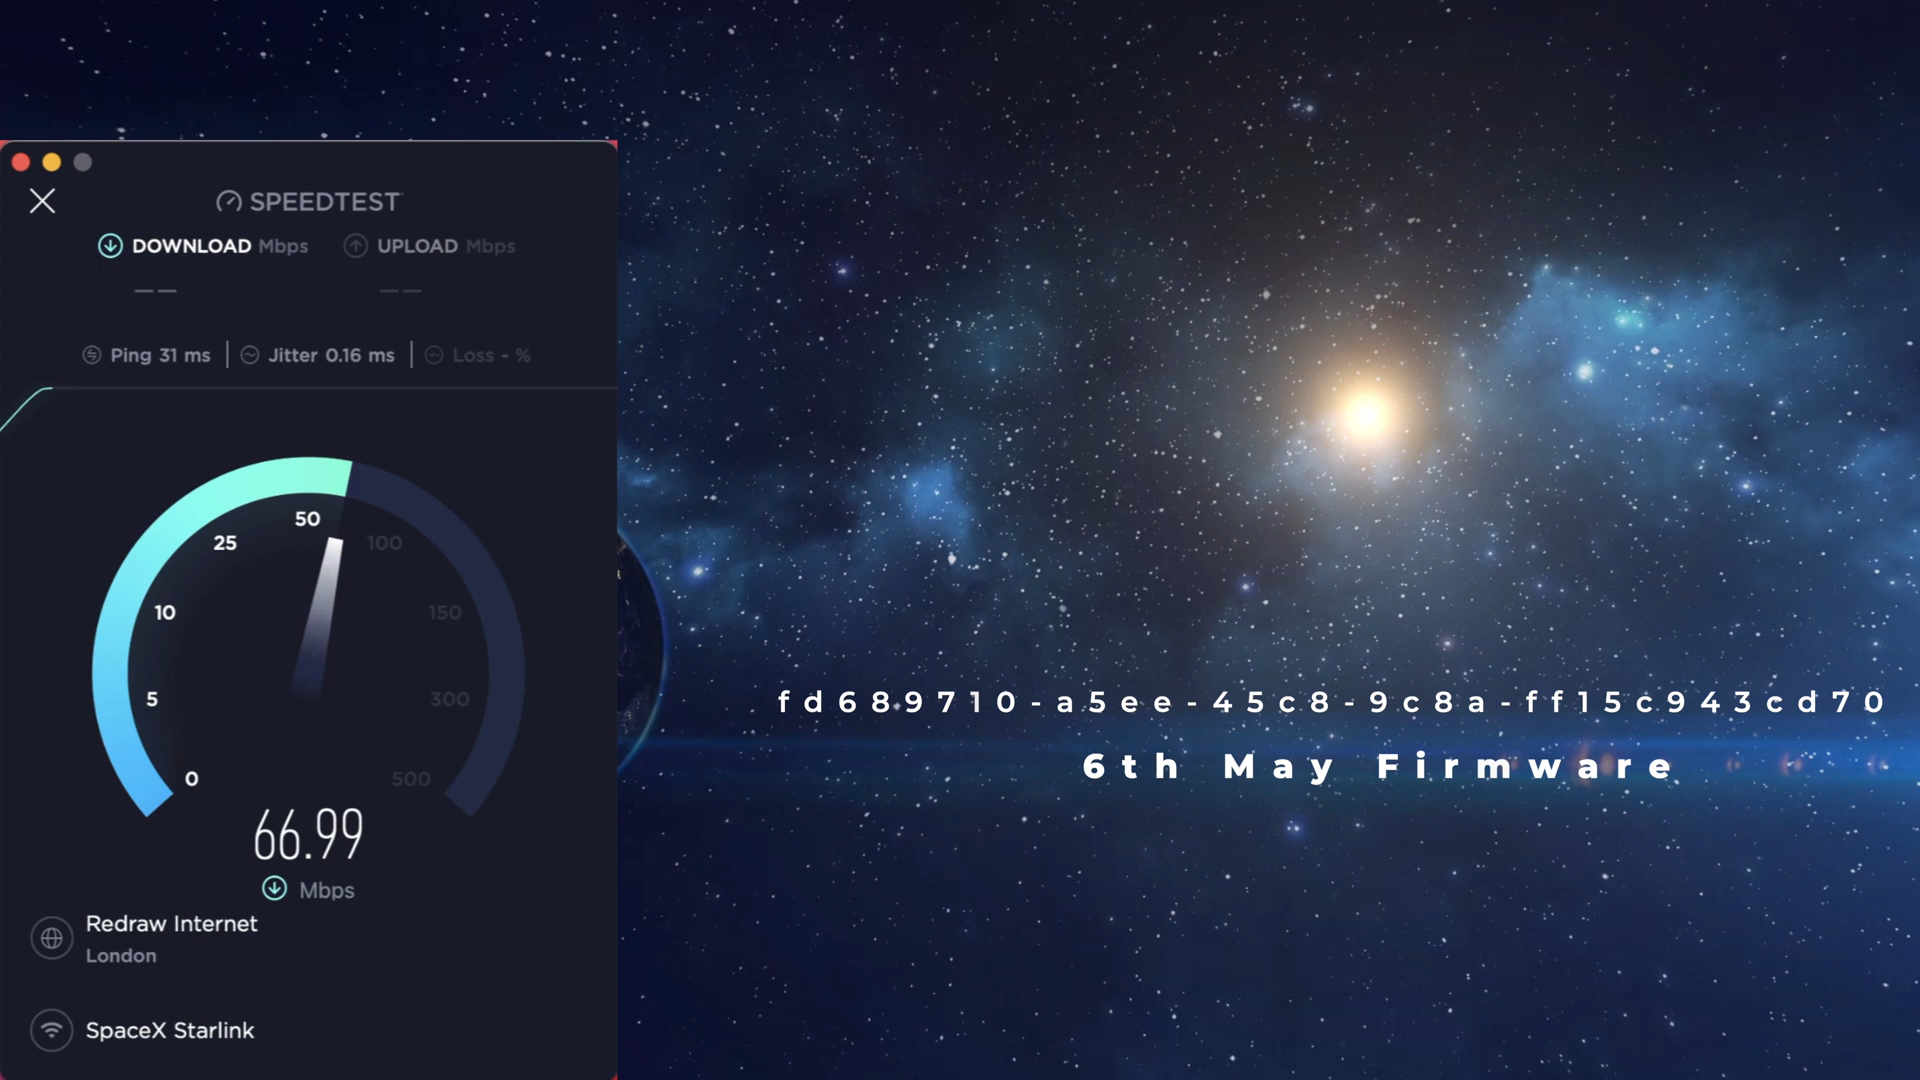 SPEEDTEST
DOWNLOAD Mbps UPLOAD Mbps
— — — —
Ping 31 ms Jitter 0.16 ms Loss - %
50
25 100
10 150
5 300
0 500
66.99
Mbps
Redraw Internet
London
SpaceX Starlink
fd689710-a5ee-45c8-9c8a-ff15c943cd70
6th May Firmware